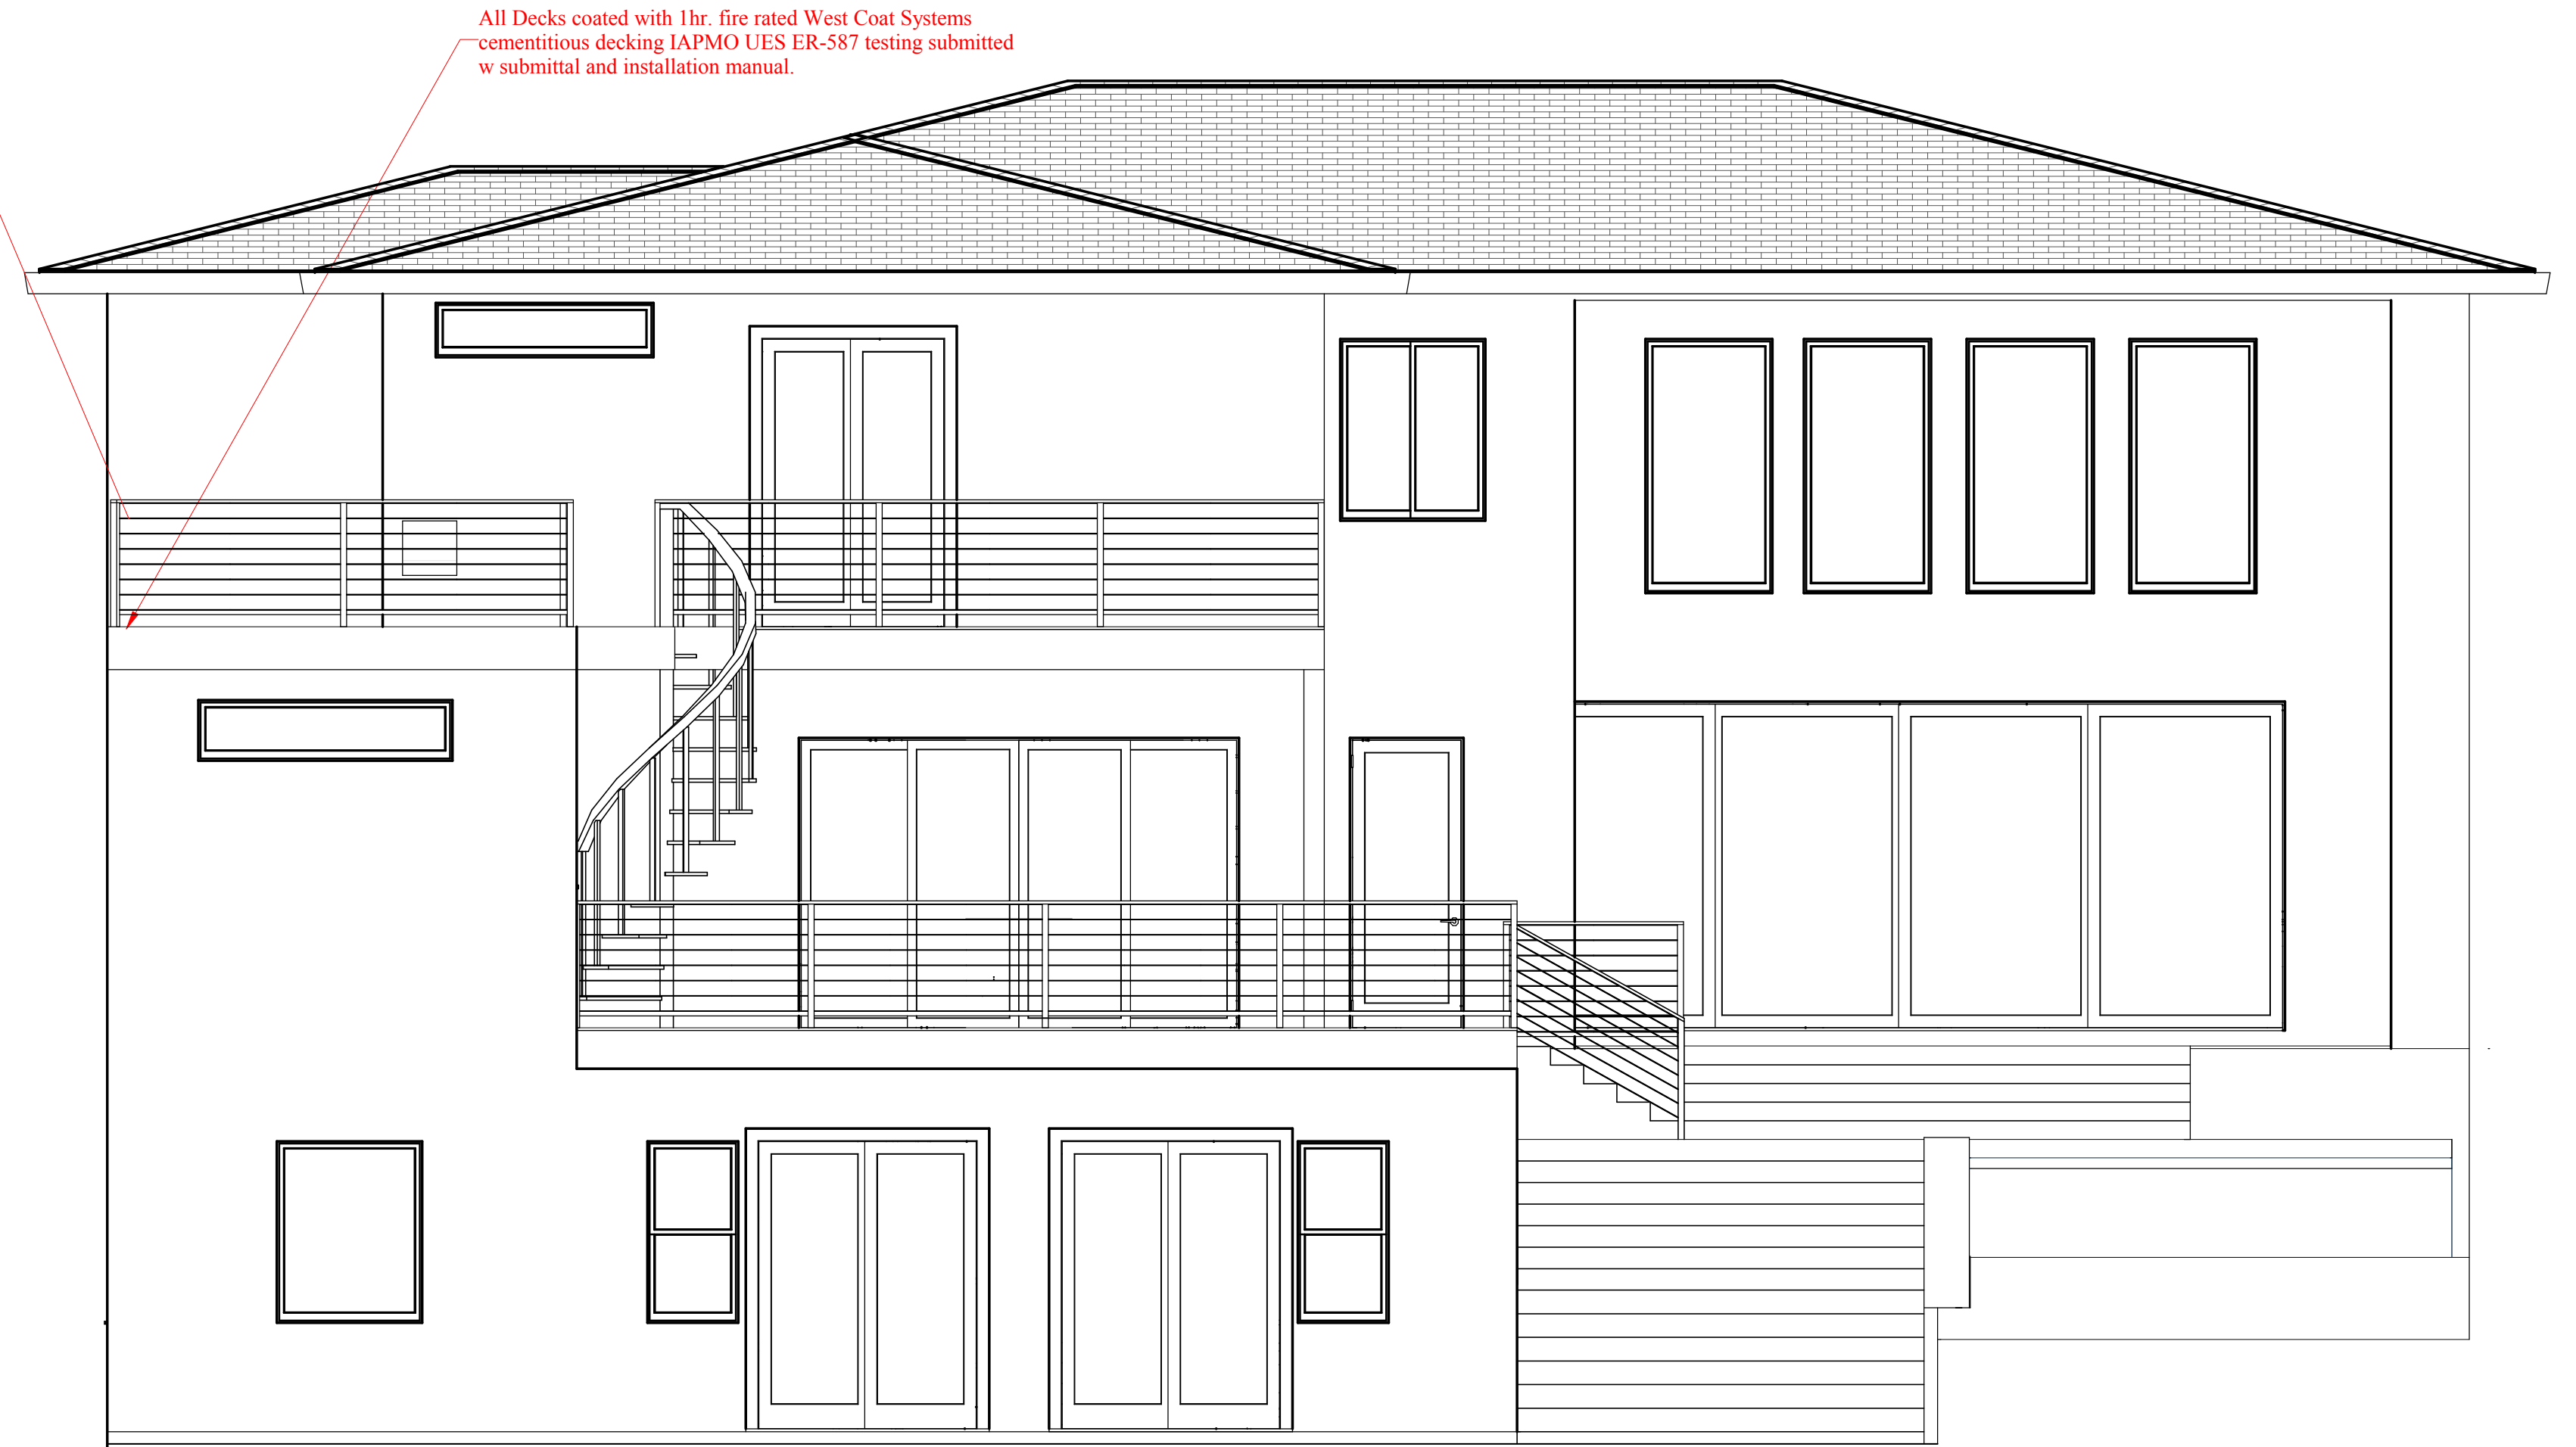 All Decks coated with 1hr. fire rated West Coat Systems
cementitious decking IAPMO UES ER-587 testing submitted
w submittal and installation manual.